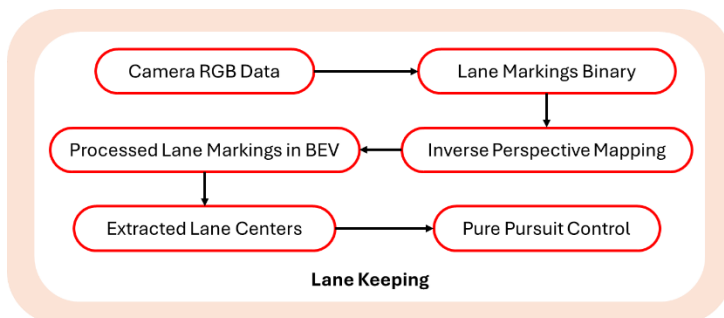 Camera RGB Data
Lane Markings Binary
Processed Lane Markings in BEV
Inverse Perspective Mapping
Extracted Lane Centers
Pure Pursuit Control
Lane Keeping